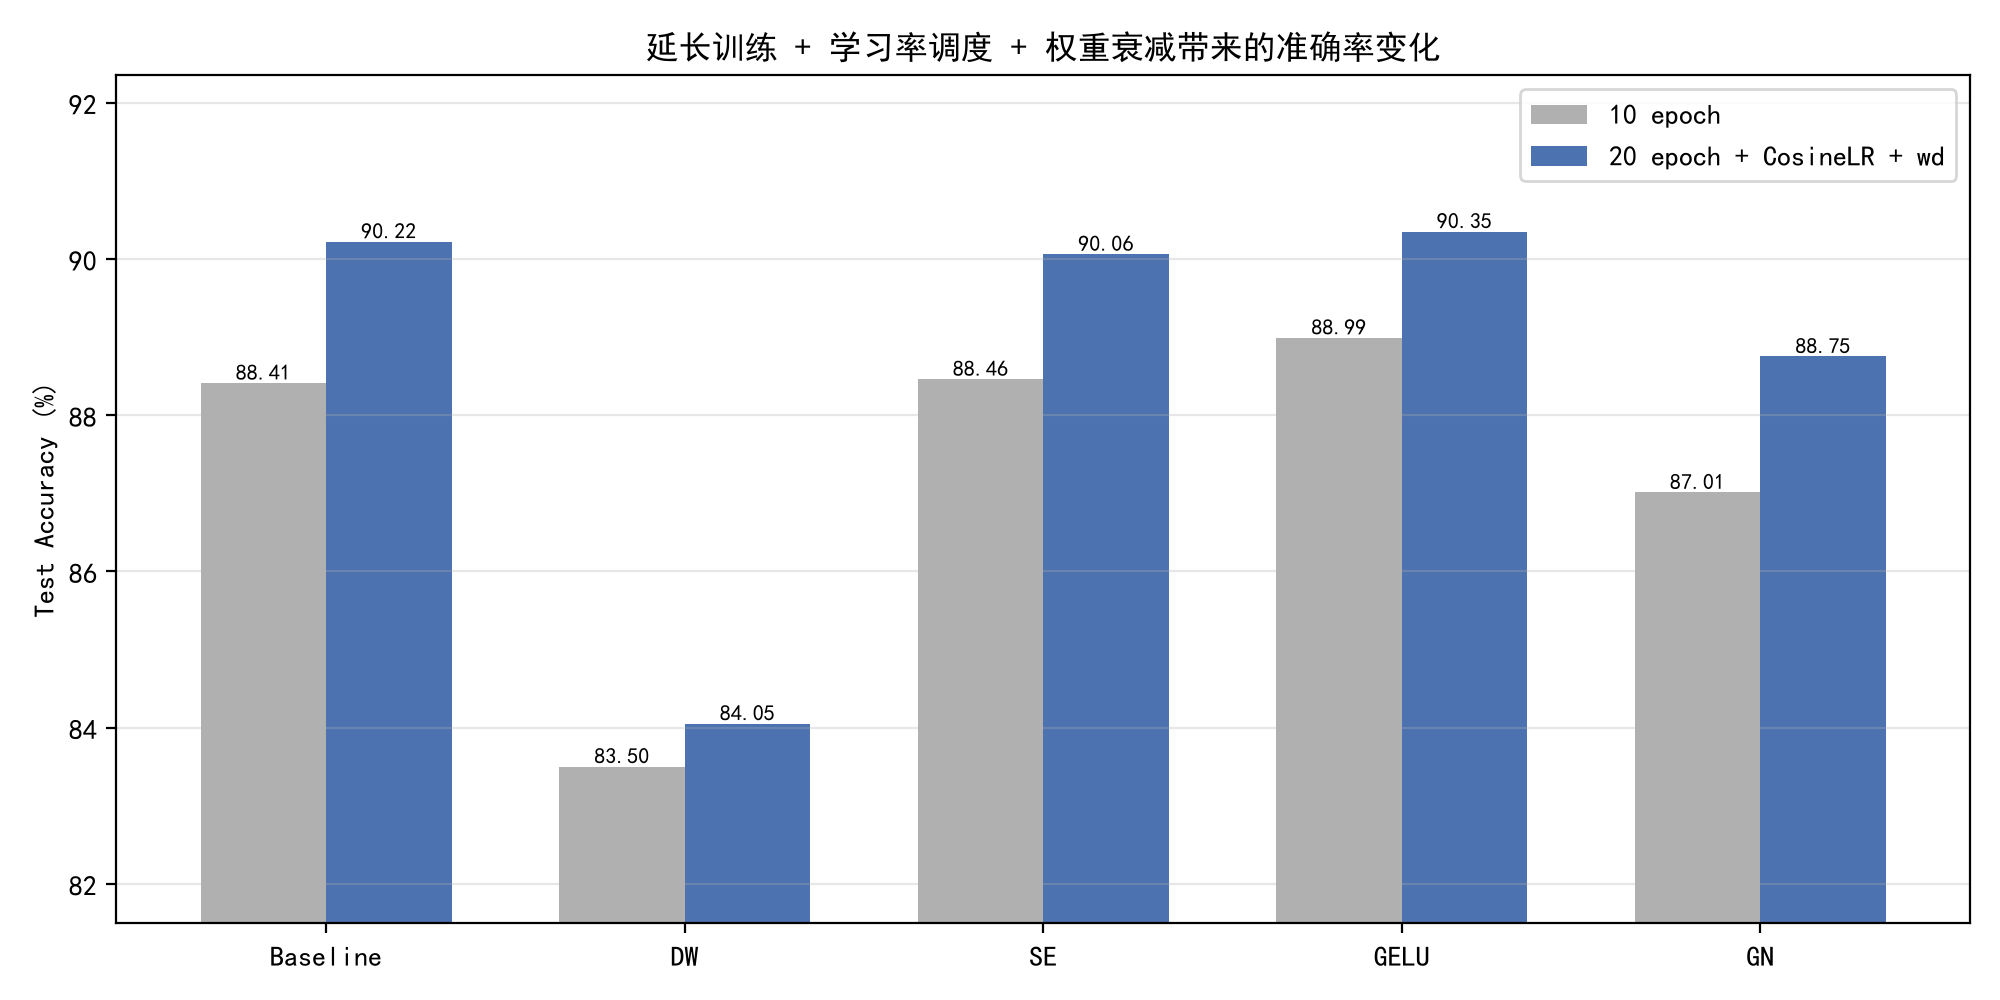 延长训练 + 学习率调度 + 权重衰减带来的准确率变化
10 epoch
20 epoch + CosineLR + wd
Test Accuracy (%)
92
90
88
86
84
82
88.41
90.22
83.50
84.05
88.46
90.06
88.99
90.35
87.01
88.75
Baseline
DW
SE
GELU
GN